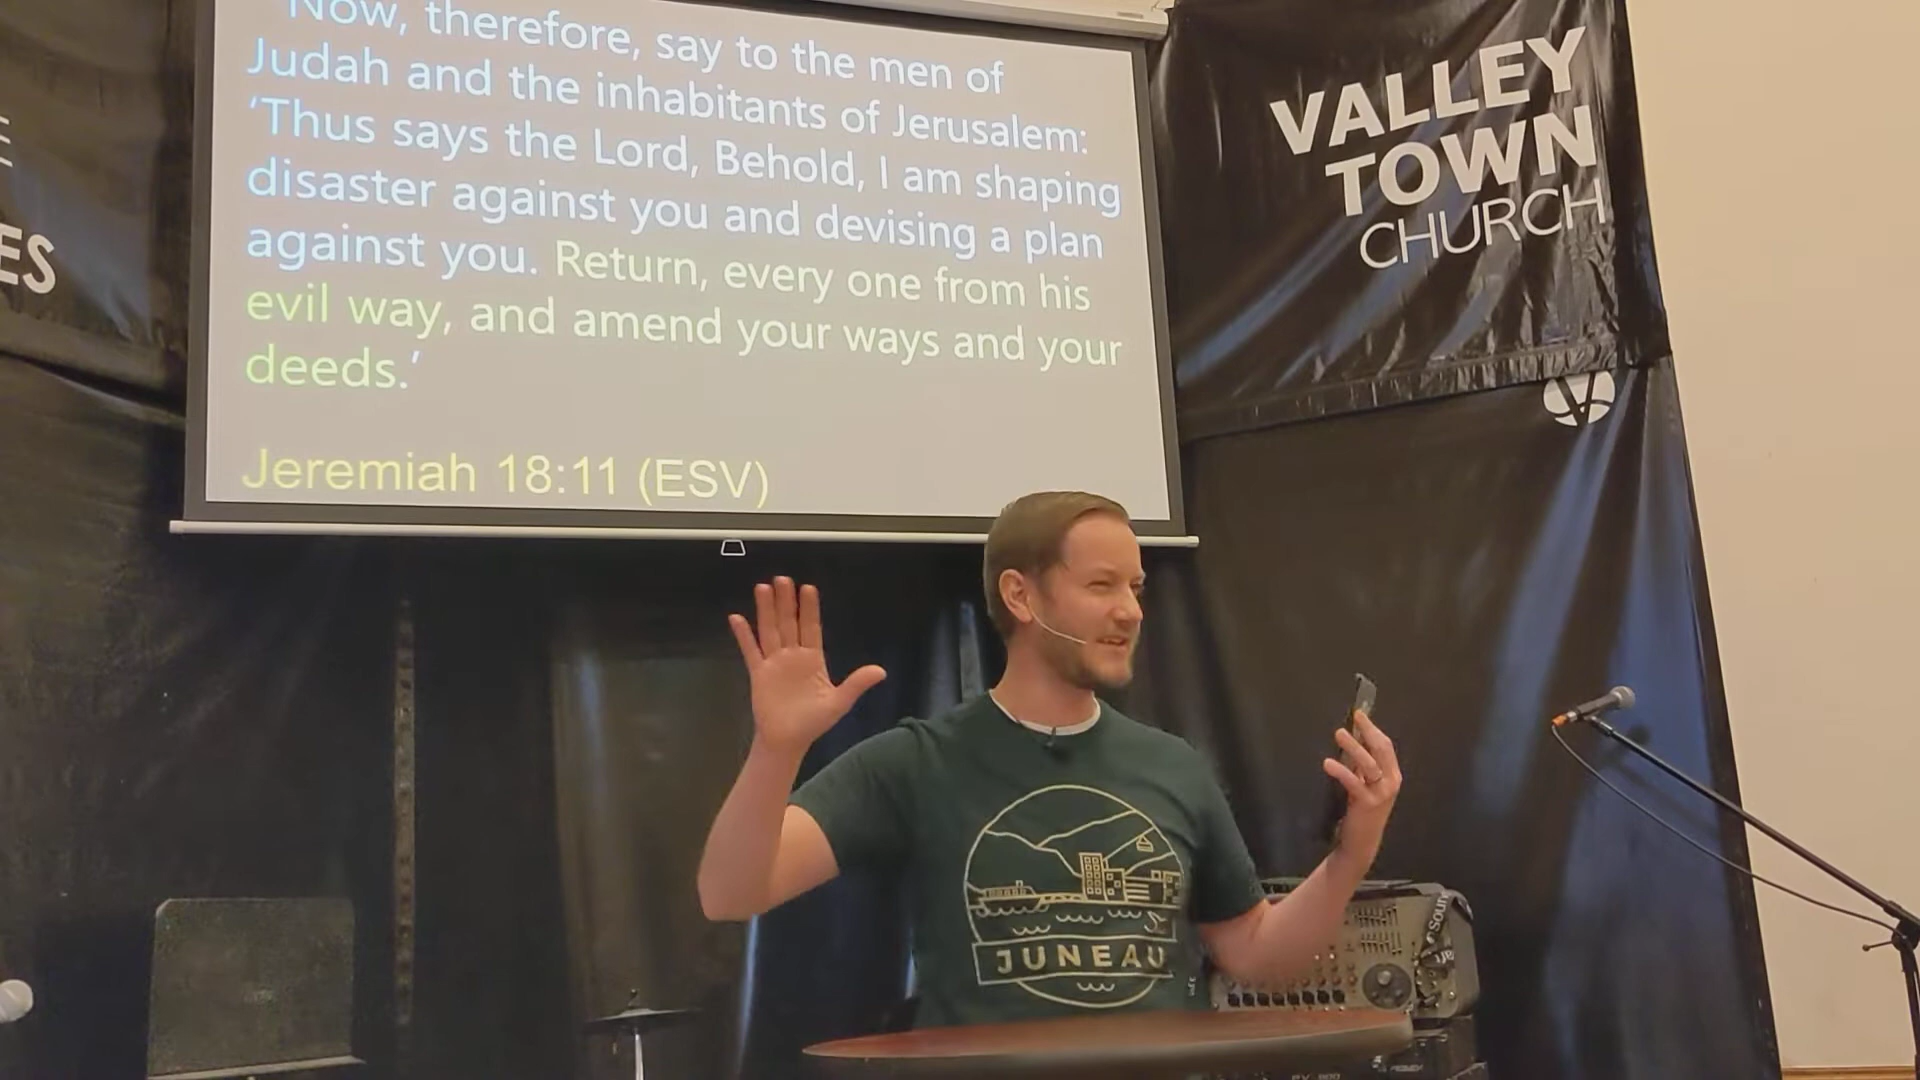 Now, therefore, say to the men of
Judah and the inhabitants of Jerusalem:
‘Thus says the Lord, Behold, I am shaping
disaster against you and devising a plan
against you. Return, every one from his
evil way, and amend your ways and your
deeds.’
Jeremiah 18:11 (ESV)
VALLEY
TOWN
CHURCH
E
ES
JUNEAU